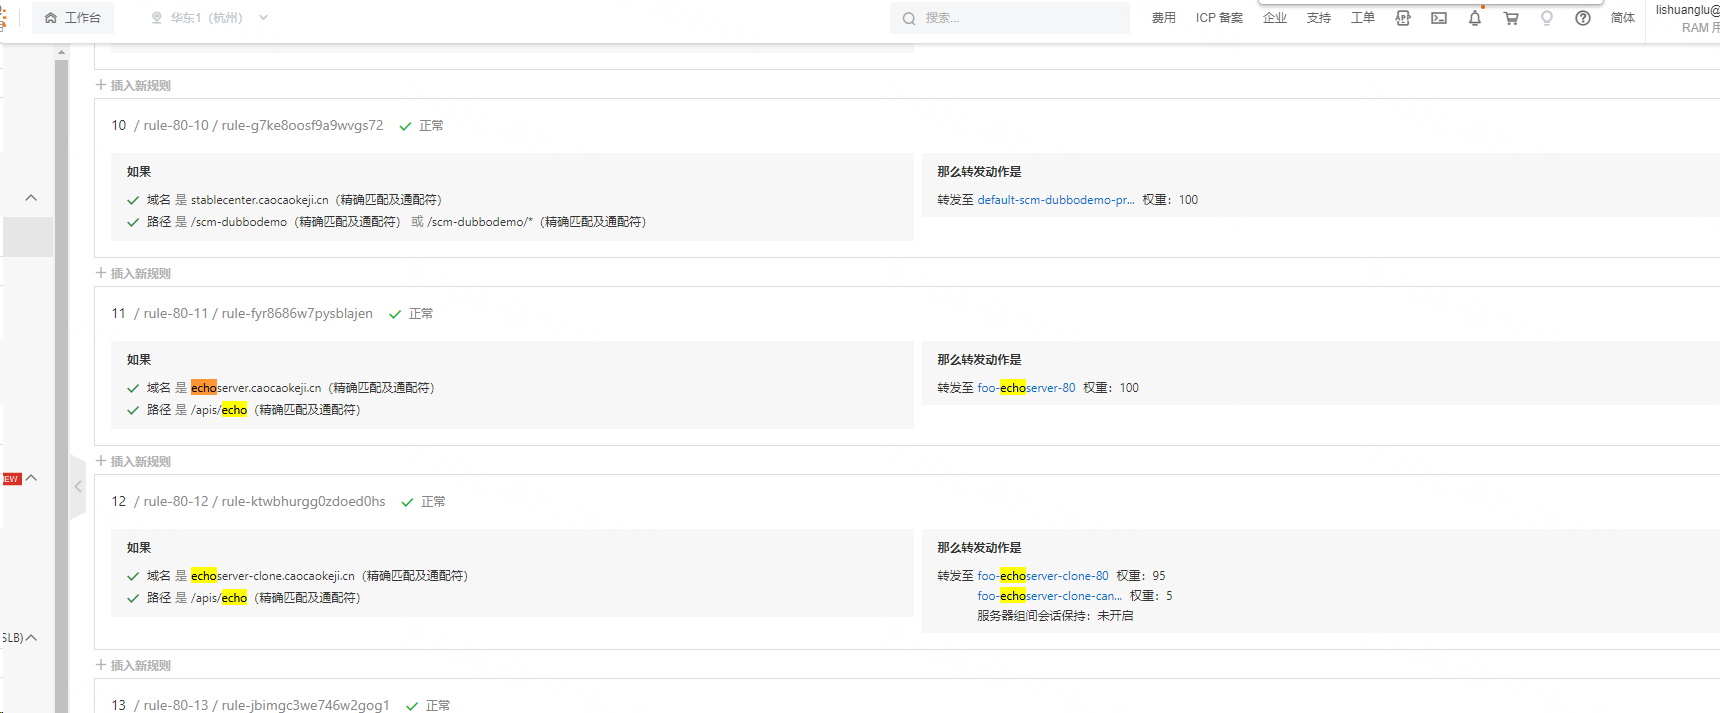 工作台
华东1（杭州）
搜索...
费用
ICP 备案
企业
支持
工单
简体
lishuanglu@
RAM 用
插入新规则
10 / rule-80-10 / rule-g7ke8oosf9a9wvgs72 正常
如果
域名 是 stablecenter.caocaokeji.cn（精确匹配及通配符）
路径 是 /scm-dubbodemo（精确匹配及通配符） 或 /scm-dubbodemo/*（精确匹配及通配符）
那么转发动作是
转发至 default-scm-dubbodemo-pr... 权重：100
插入新规则
11 / rule-80-11 / rule-fyr8686w7pysblajen 正常
如果
域名 是 echoserver.caocaokeji.cn（精确匹配及通配符）
路径 是 /apis/echo（精确匹配及通配符）
那么转发动作是
转发至 foo-echoserver-80 权重：100
插入新规则
12 / rule-80-12 / rule-ktwbhurgg0zdoed0hs 正常
如果
域名 是 echoserver-clone.caocaokeji.cn（精确匹配及通配符）
路径 是 /apis/echo（精确匹配及通配符）
那么转发动作是
转发至 foo-echoserver-clone-80 权重：95
foo-echoserver-clone-can... 权重：5
服务器组间会话保持：未开启
插入新规则
13 / rule-80-13 / rule-jbimgc3we746w2gog1 正常
EW
SLB)